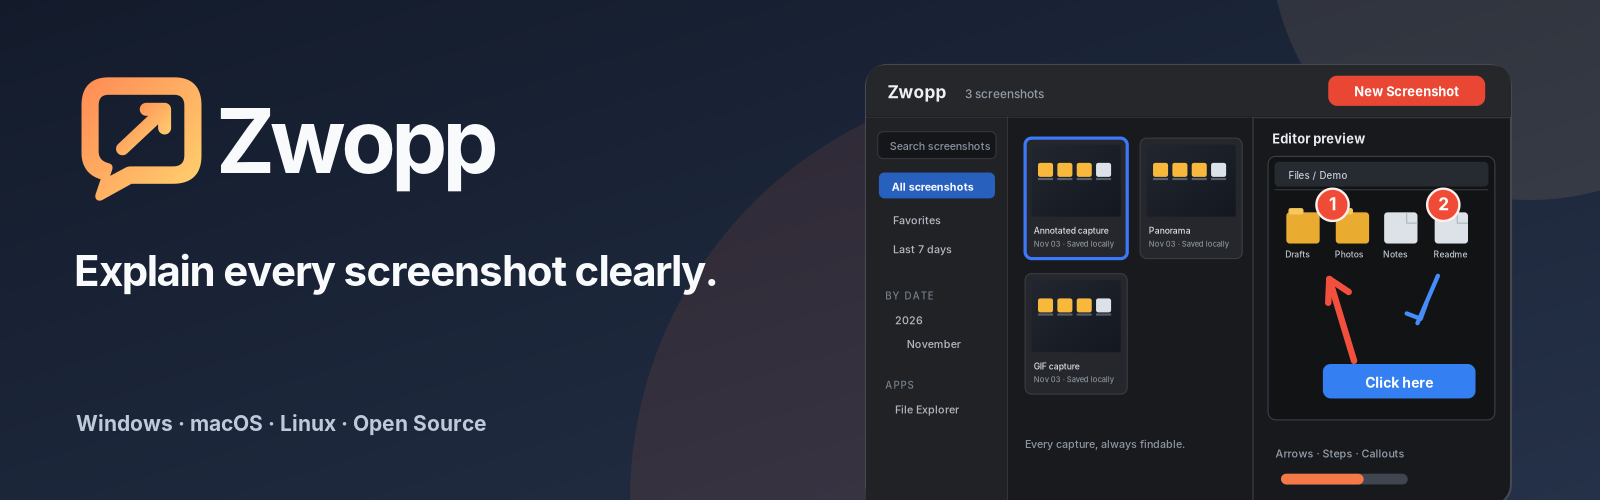 Zwopp
Explain every screenshot clearly.
Windows · macOS · Linux · Open Source
Zwopp
3 screenshots
New Screenshot
Search screenshots
All screenshots
Favorites
Last 7 days
BY DATE
2026
November
APPS
File Explorer
Annotated capture
Nov 03 · Saved locally
Panorama
Nov 03 · Saved locally
GIF capture
Nov 03 · Saved locally
Every capture, always findable.
Editor preview
Files / Demo
1
2
Drafts
Photos
Notes
Readme
Click here
Arrows · Steps · Callouts